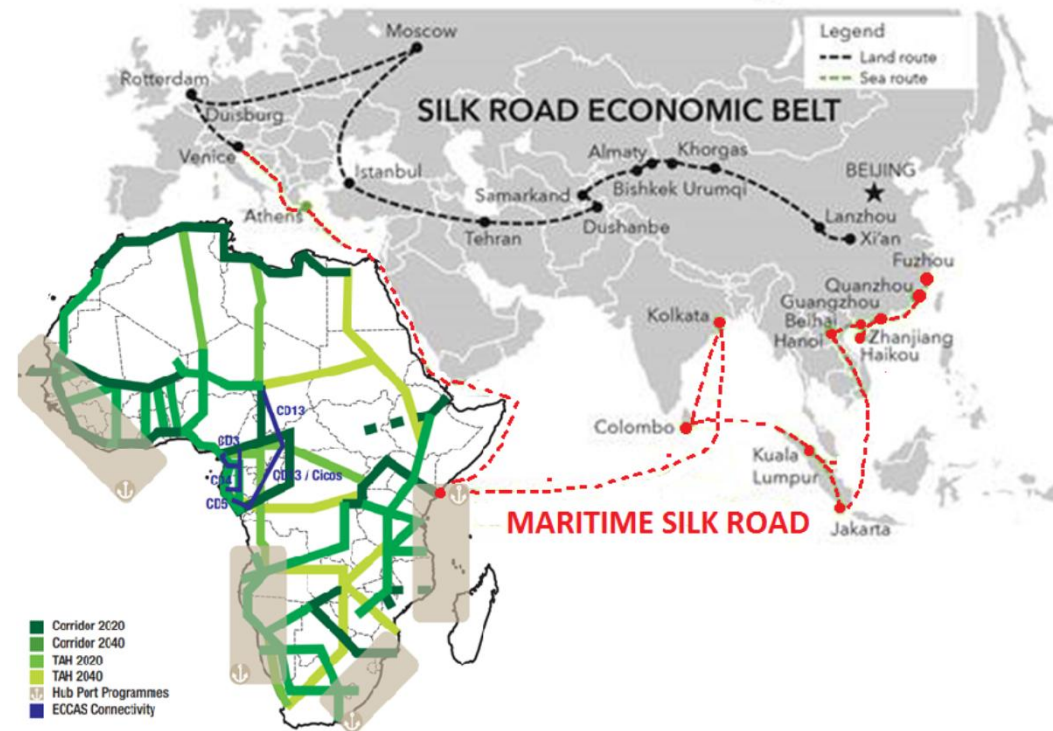 Moscow
Legend
Land route
Sea route
Rotterdam
Duisburg
SILK ROAD ECONOMIC BELT
Venice
Almaty
Khorgas
Istanbul
Samarkand
Bishkek
Urumqi
BEIJING
Athens
Lanzhou
Tehran
Dushanbe
Xi'an
Fuzhou
Quanzhou
Guangzhou
Kolkata
Beihai
Hanoi
Zhanjiang
Haikou
CD13
Colombo
CD3
Kuala
Lumpur
CD13 / Cicos
CD4
CD5
MARITIME SILK ROAD
Jakarta
Corridor 2020
Corridor 2040
TAH 2020
TAH 2040
Hub Port Programmes
ECCAS Connectivity